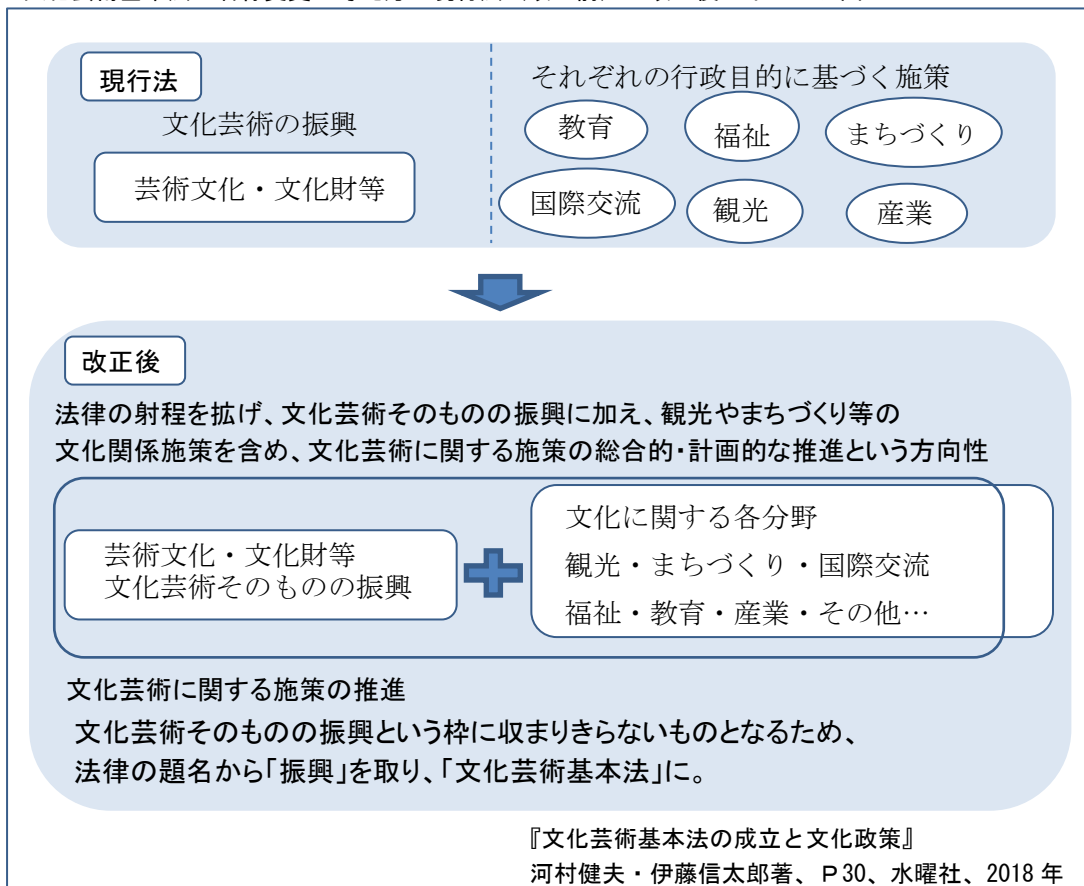 現行法
文化芸術の振興
芸術文化・文化財等
それぞれの行政目的に基づく施策
教育
福祉
まちづくり
国際交流
観光
産業
改正後
法律の射程を拡げ、文化芸術そのものの振興に加え、観光やまちづくり等の
文化関係施策を含め、文化芸術に関する施策の総合的・計画的な推進という方向性
芸術文化・文化財等
文化芸術そのものの振興
文化に関する各分野
観光・まちづくり・国際交流
福祉・教育・産業・その他…
文化芸術に関する施策の推進
文化芸術そのものの振興という枠に収まりきらないものとなるため、
法律の題名から「振興」を取り、「文化芸術基本法」に。
『文化芸術基本法の成立と文化政策』
河村健夫・伊藤信太郎著、P30、水曜社、2018年